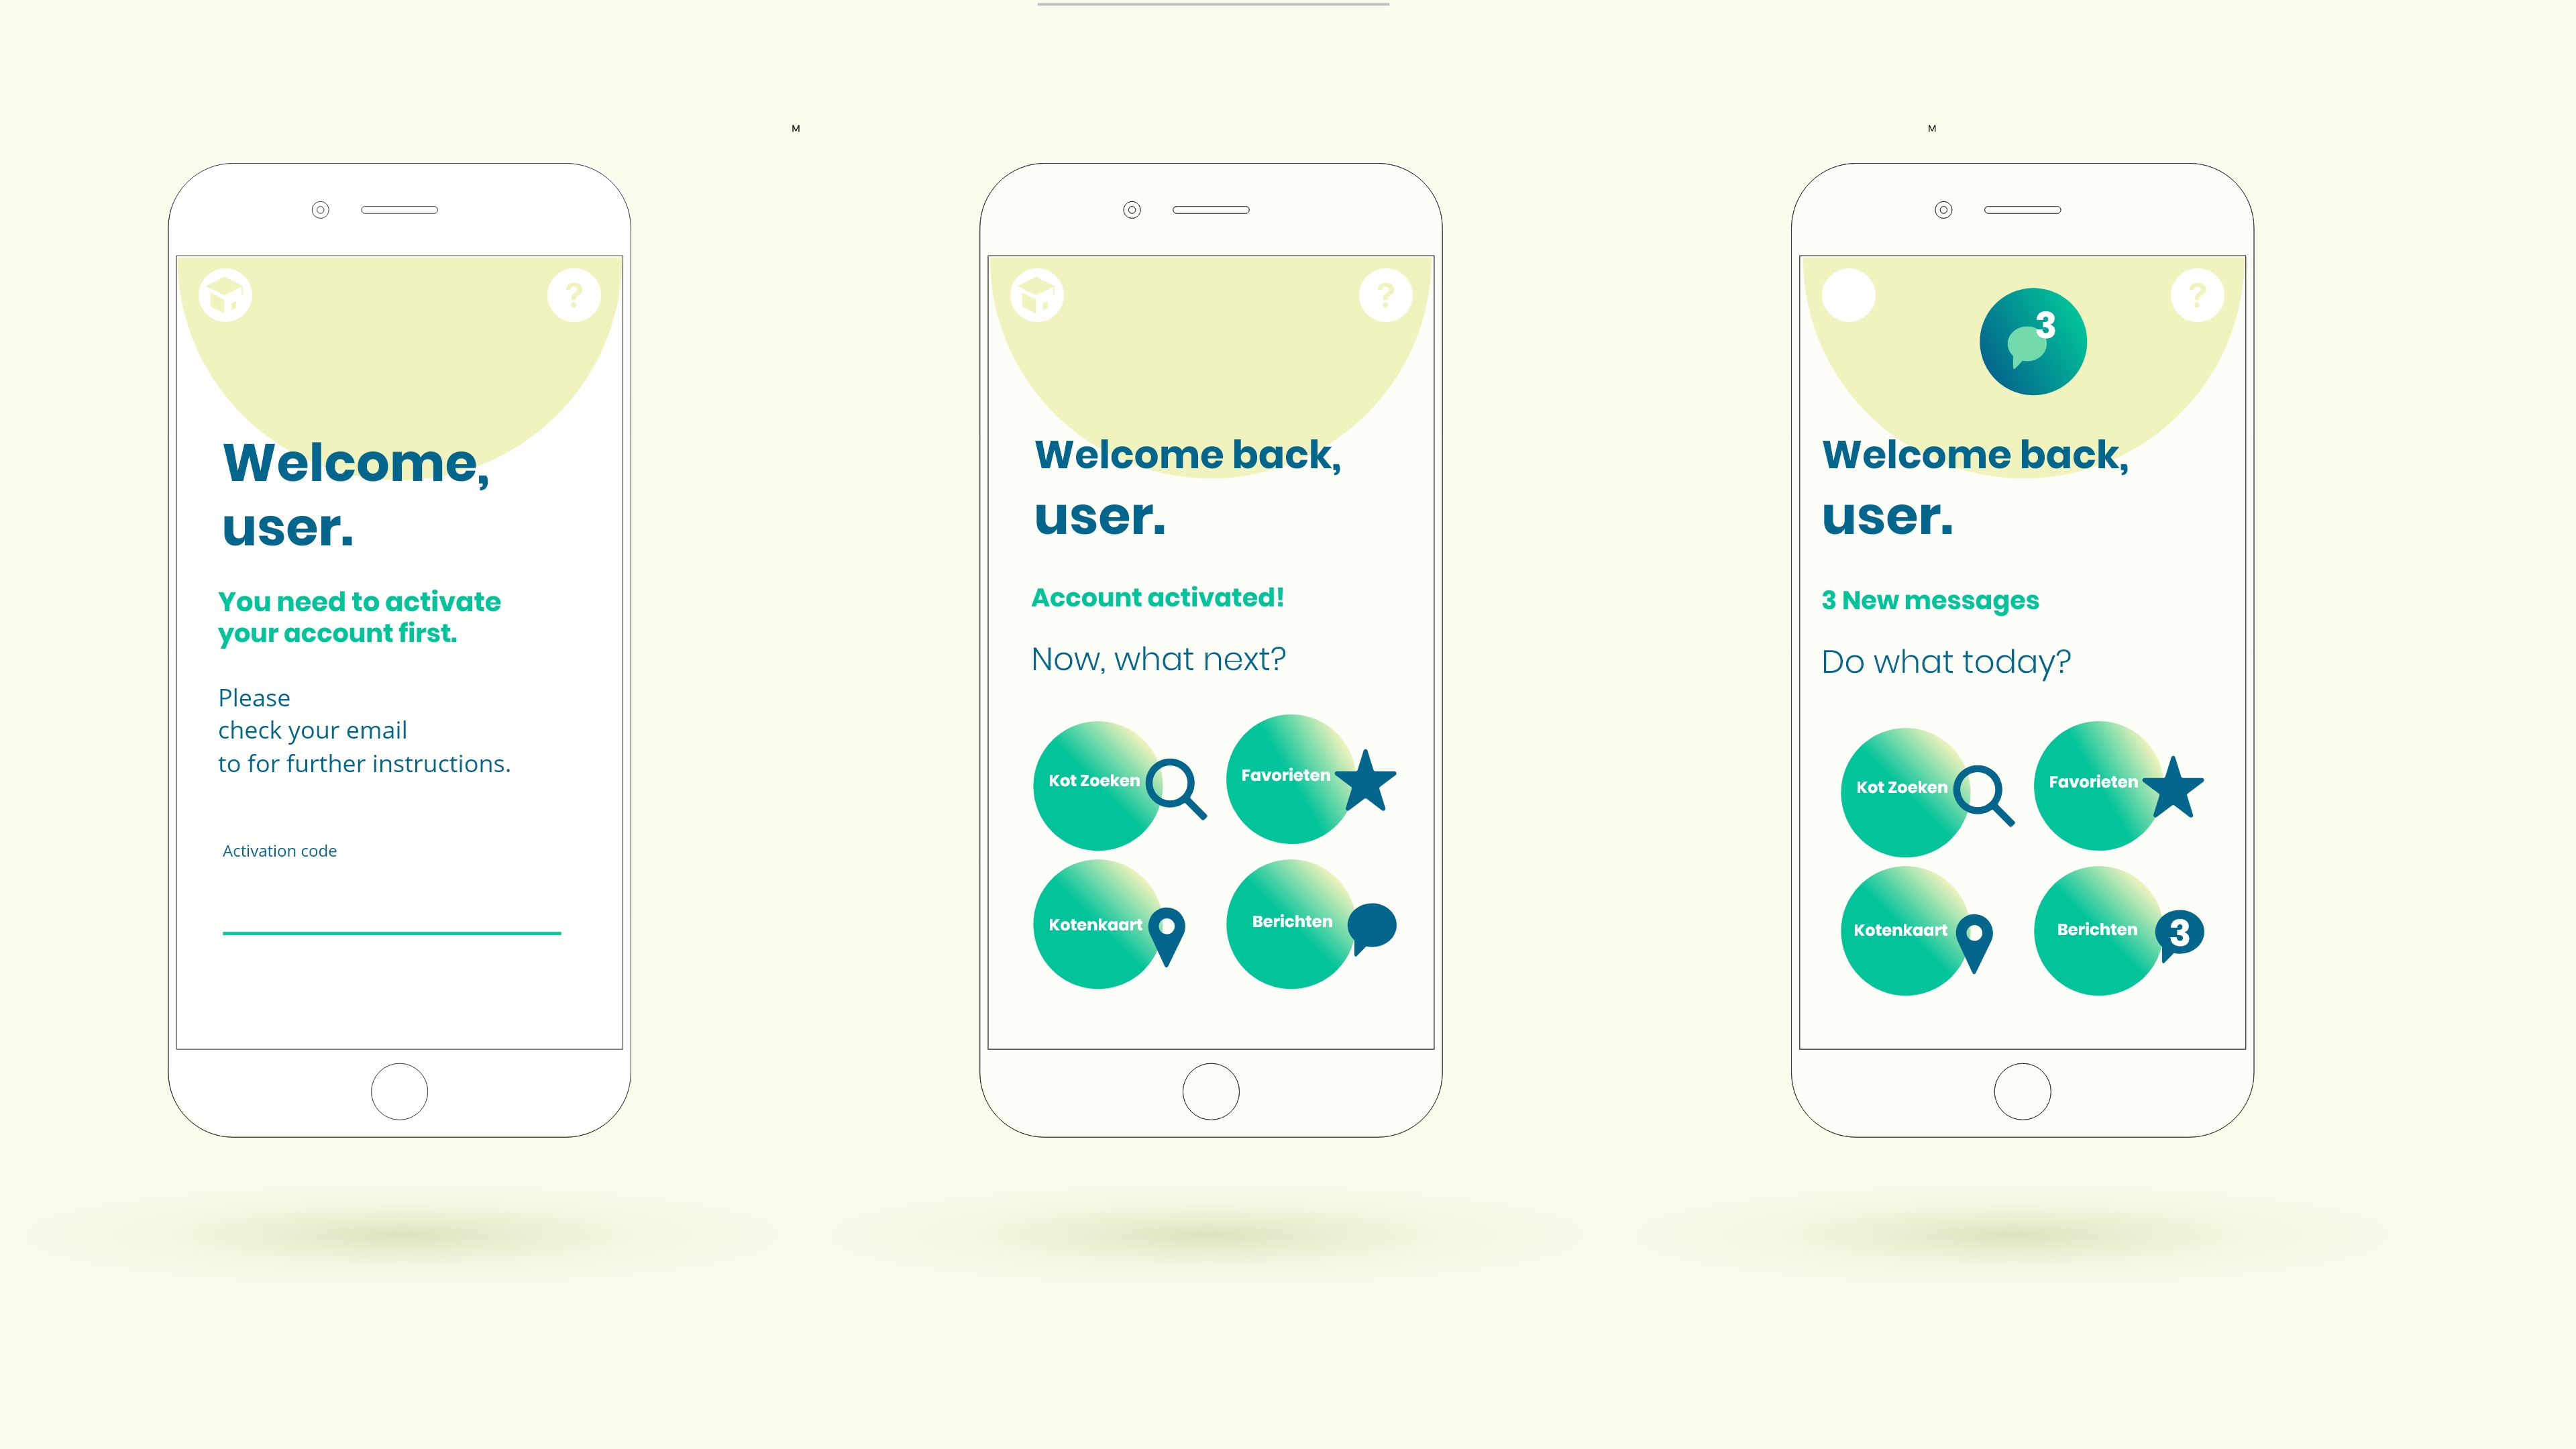 M
M
?
Welcome,
user.
You need to activate
your account first.
Please
check your email
to for further instructions.
Activation code
?
Welcome back,
user.
Account activated!
Now, what next?
Kot Zoeken
Favorieten
Kotenkaart
Berichten
3
?
Welcome back,
user.
3 New messages
Do what today?
Kot Zoeken
Favorieten
Kotenkaart
Berichten
3